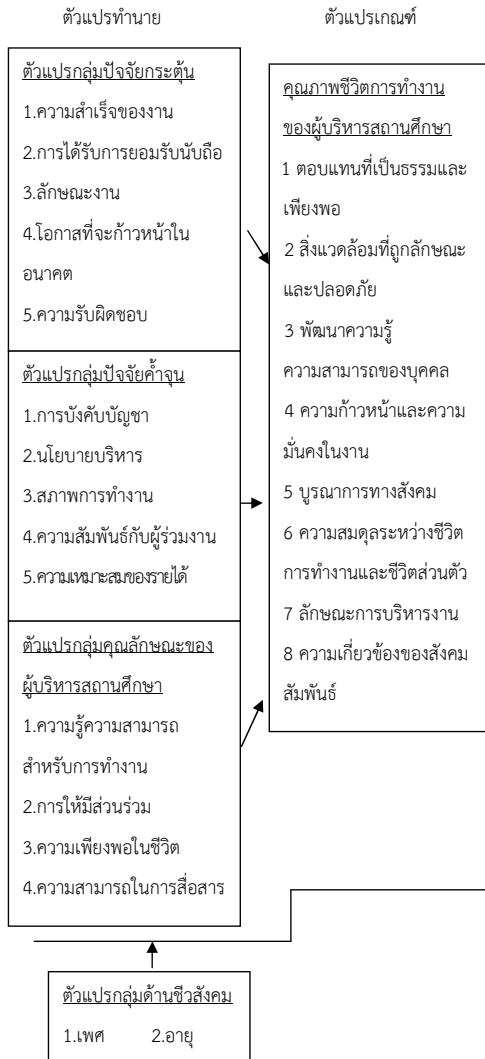 ตัวแปรทำนาย
ตัวแปรเกณฑ์
ตัวแปรกลุ่มปัจจัยกระตุ้น
1.ความสำเร็จของงาน
2.การได้รับการยอมรับนับถือ
3.ลักษณะงาน
4.โอกาสที่จะก้าวหน้าใน
อนาคต
5.ความรับผิดชอบ
ตัวแปรกลุ่มปัจจัยค้ำจุน
1.การบังคับบัญชา
2.นโยบายบริหาร
3.สภาพการทำงาน
4.ความสัมพันธ์กับผู้ร่วมงาน
5.ความเหมาะสมของรายได้
ตัวแปรกลุ่มคุณลักษณะของ
ผู้บริหารสถานศึกษา
1.ความรู้ความสามารถ
สำหรับการทำงาน
2.การให้มีส่วนร่วม
3.ความเพียงพอในชีวิต
4.ความสามารถในการสื่อสาร
คุณภาพชีวิตการทำงาน
ของผู้บริหารสถานศึกษา
1 ตอบแทนที่เป็นธรรมและ
เพียงพอ
2 สิ่งแวดล้อมที่ถูกลักษณะ
และปลอดภัย
3 พัฒนาความรู้
ความสามารถของบุคคล
4 ความก้าวหน้าและความ
มั่นคงในงาน
5 บูรณาการทางสังคม
6 ความสมดุลระหว่างชีวิต
การทำงานและชีวิตส่วนตัว
7 ลักษณะการบริหารงาน
8 ความเกี่ยวข้องของสังคม
สัมพันธ์
ตัวแปรกลุ่มด้านชีวสังคม
1.เพศ 2.อายุ